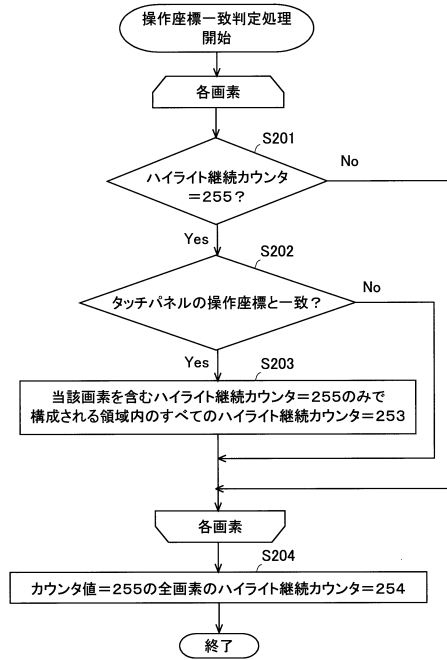 操作座標一致判定処理
開始
各画素
S201
ハイライト継続カウンタ
=255?
No
Yes
S202
タッチパネルの操作座標と一致?
No
Yes
S203
当該画素を含むハイライト継続カウンタ=255のみで
構成される領域内のすべてのハイライト継続カウンタ=253
各画素
S204
カウンタ値=255の全画素のハイライト継続カウンタ=254
終了